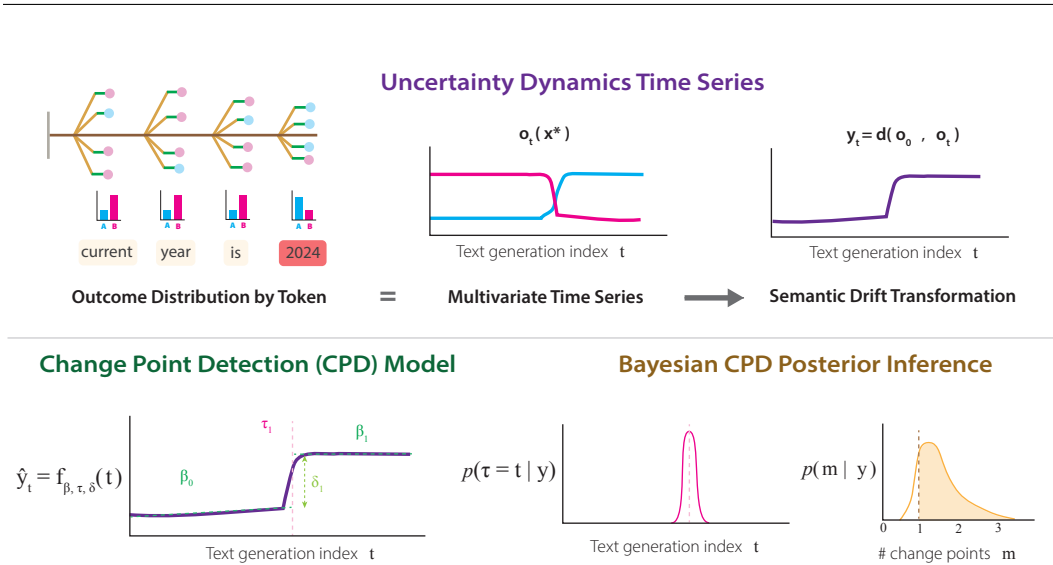 Uncertainty Dynamics Time Series
o_t ( x* )
y_t = d( o_0 , o_t )
A B A B A B A B
current year is 2024
Text generation index t
Text generation index t
Outcome Distribution by Token = Multivariate Time Series Semantic Drift Transformation
Change Point Detection (CPD) Model
Bayesian CPD Posterior Inference
τ_1
β_1
ŷ_t = f_{β, τ, δ}(t)
β_0
δ_1
Text generation index t
p(τ = t | y)
Text generation index t
p(m | y)
0 1 2 3
# change points m